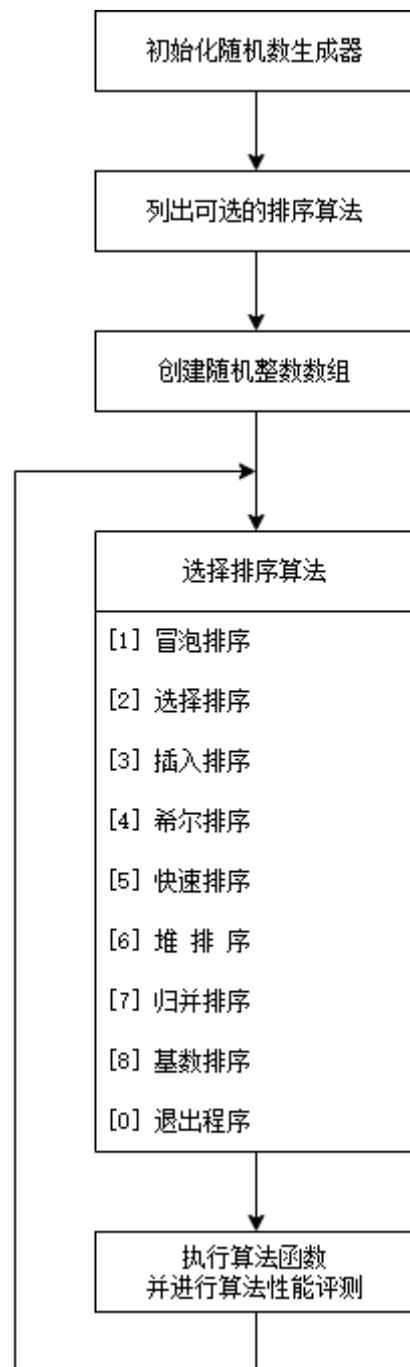 初始化随机数生成器
列出可选的排序算法
创建随机整数数组
选择排序算法
[1] 冒泡排序
[2] 选择排序
[3] 插入排序
[4] 希尔排序
[5] 快速排序
[6] 堆 排 序
[7] 归并排序
[8] 基数排序
[0] 退出程序
执行算法函数
并进行算法性能评测